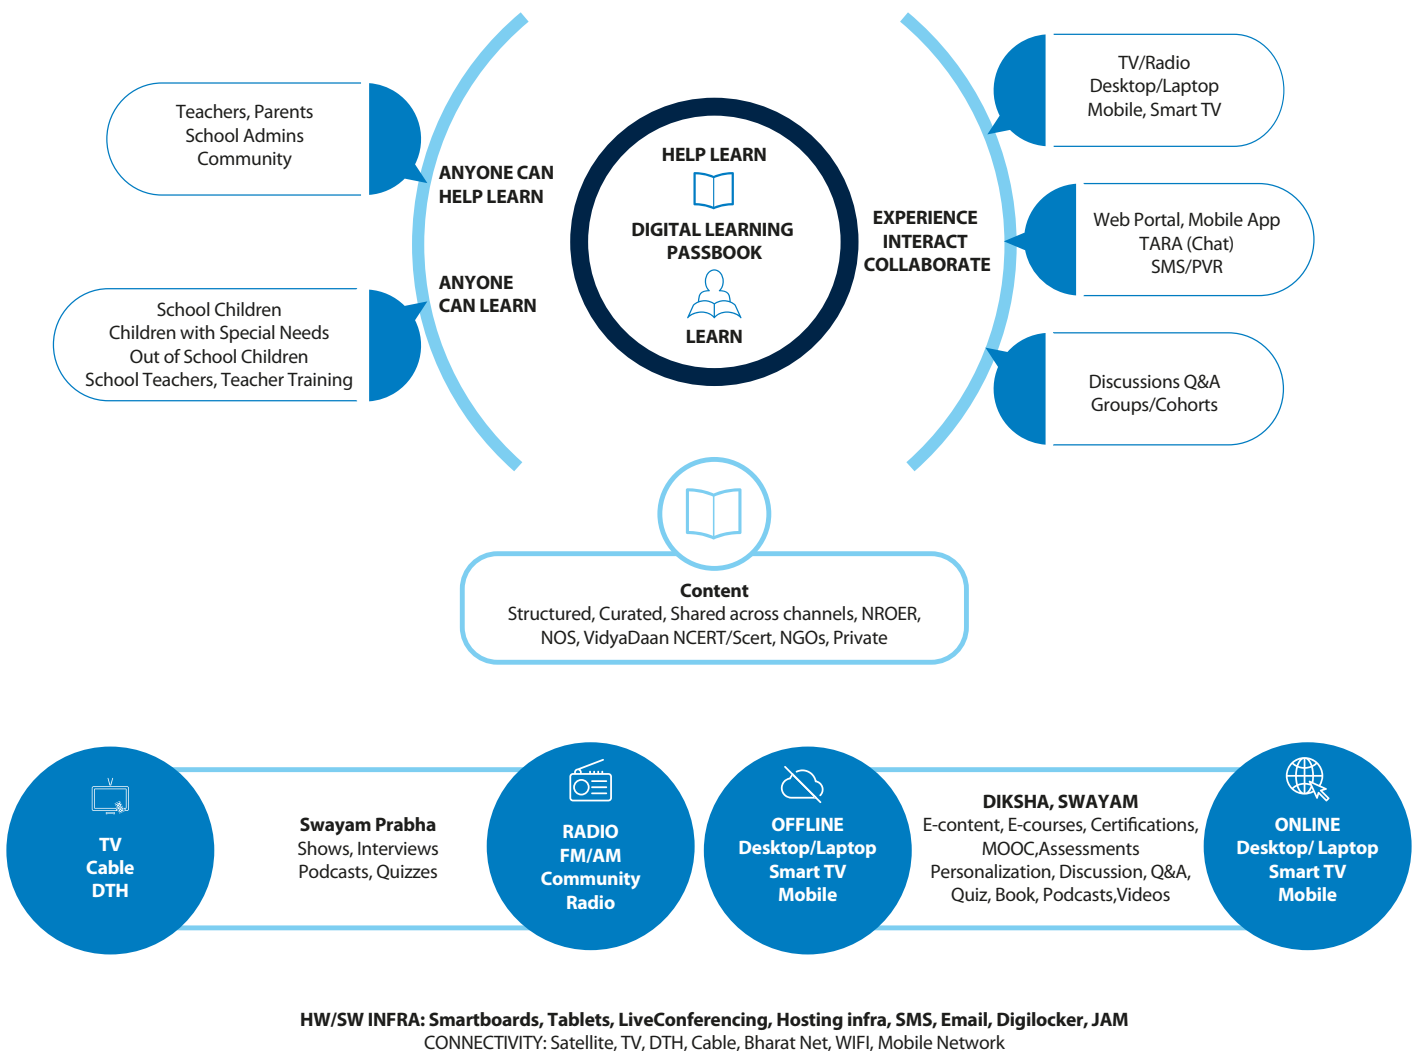 Teachers, Parents
School Admins
Community
ANYONE CAN
HELP LEARN
School Children
Children with Special Needs
Out of School Children
School Teachers, Teacher Training
ANYONE
CAN LEARN
HELP LEARN
DIGITAL LEARNING
PASSBOOK
LEARN
EXPERIENCE
INTERACT
COLLABORATE
TV/Radio
Desktop/Laptop
Mobile, Smart TV
Web Portal, Mobile App
TARA (Chat)
SMS/PVR
Discussions Q&A
Groups/Cohorts
Content
Structured, Curated, Shared across channels, NROER,
NOS, VidyaDaan NCERT/Scert, NGOs, Private
TV
Cable
DTH
Swayam Prabha
Shows, Interviews
Podcasts, Quizzes
RADIO
FM/AM
Community
Radio
OFFLINE
Desktop/Laptop
Smart TV
Mobile
DIKSHA, SWAYAM
E-content, E-courses, Certifications,
MOOC,Assessments
Personalization, Discussion, Q&A,
Quiz, Book, Podcasts,Videos
ONLINE
Desktop/ Laptop
Smart TV
Mobile
HW/SW INFRA: Smartboards, Tablets, LiveConferencing, Hosting infra, SMS, Email, Digilocker, JAM
CONNECTIVITY: Satellite, TV, DTH, Cable, Bharat Net, WIFI, Mobile Network